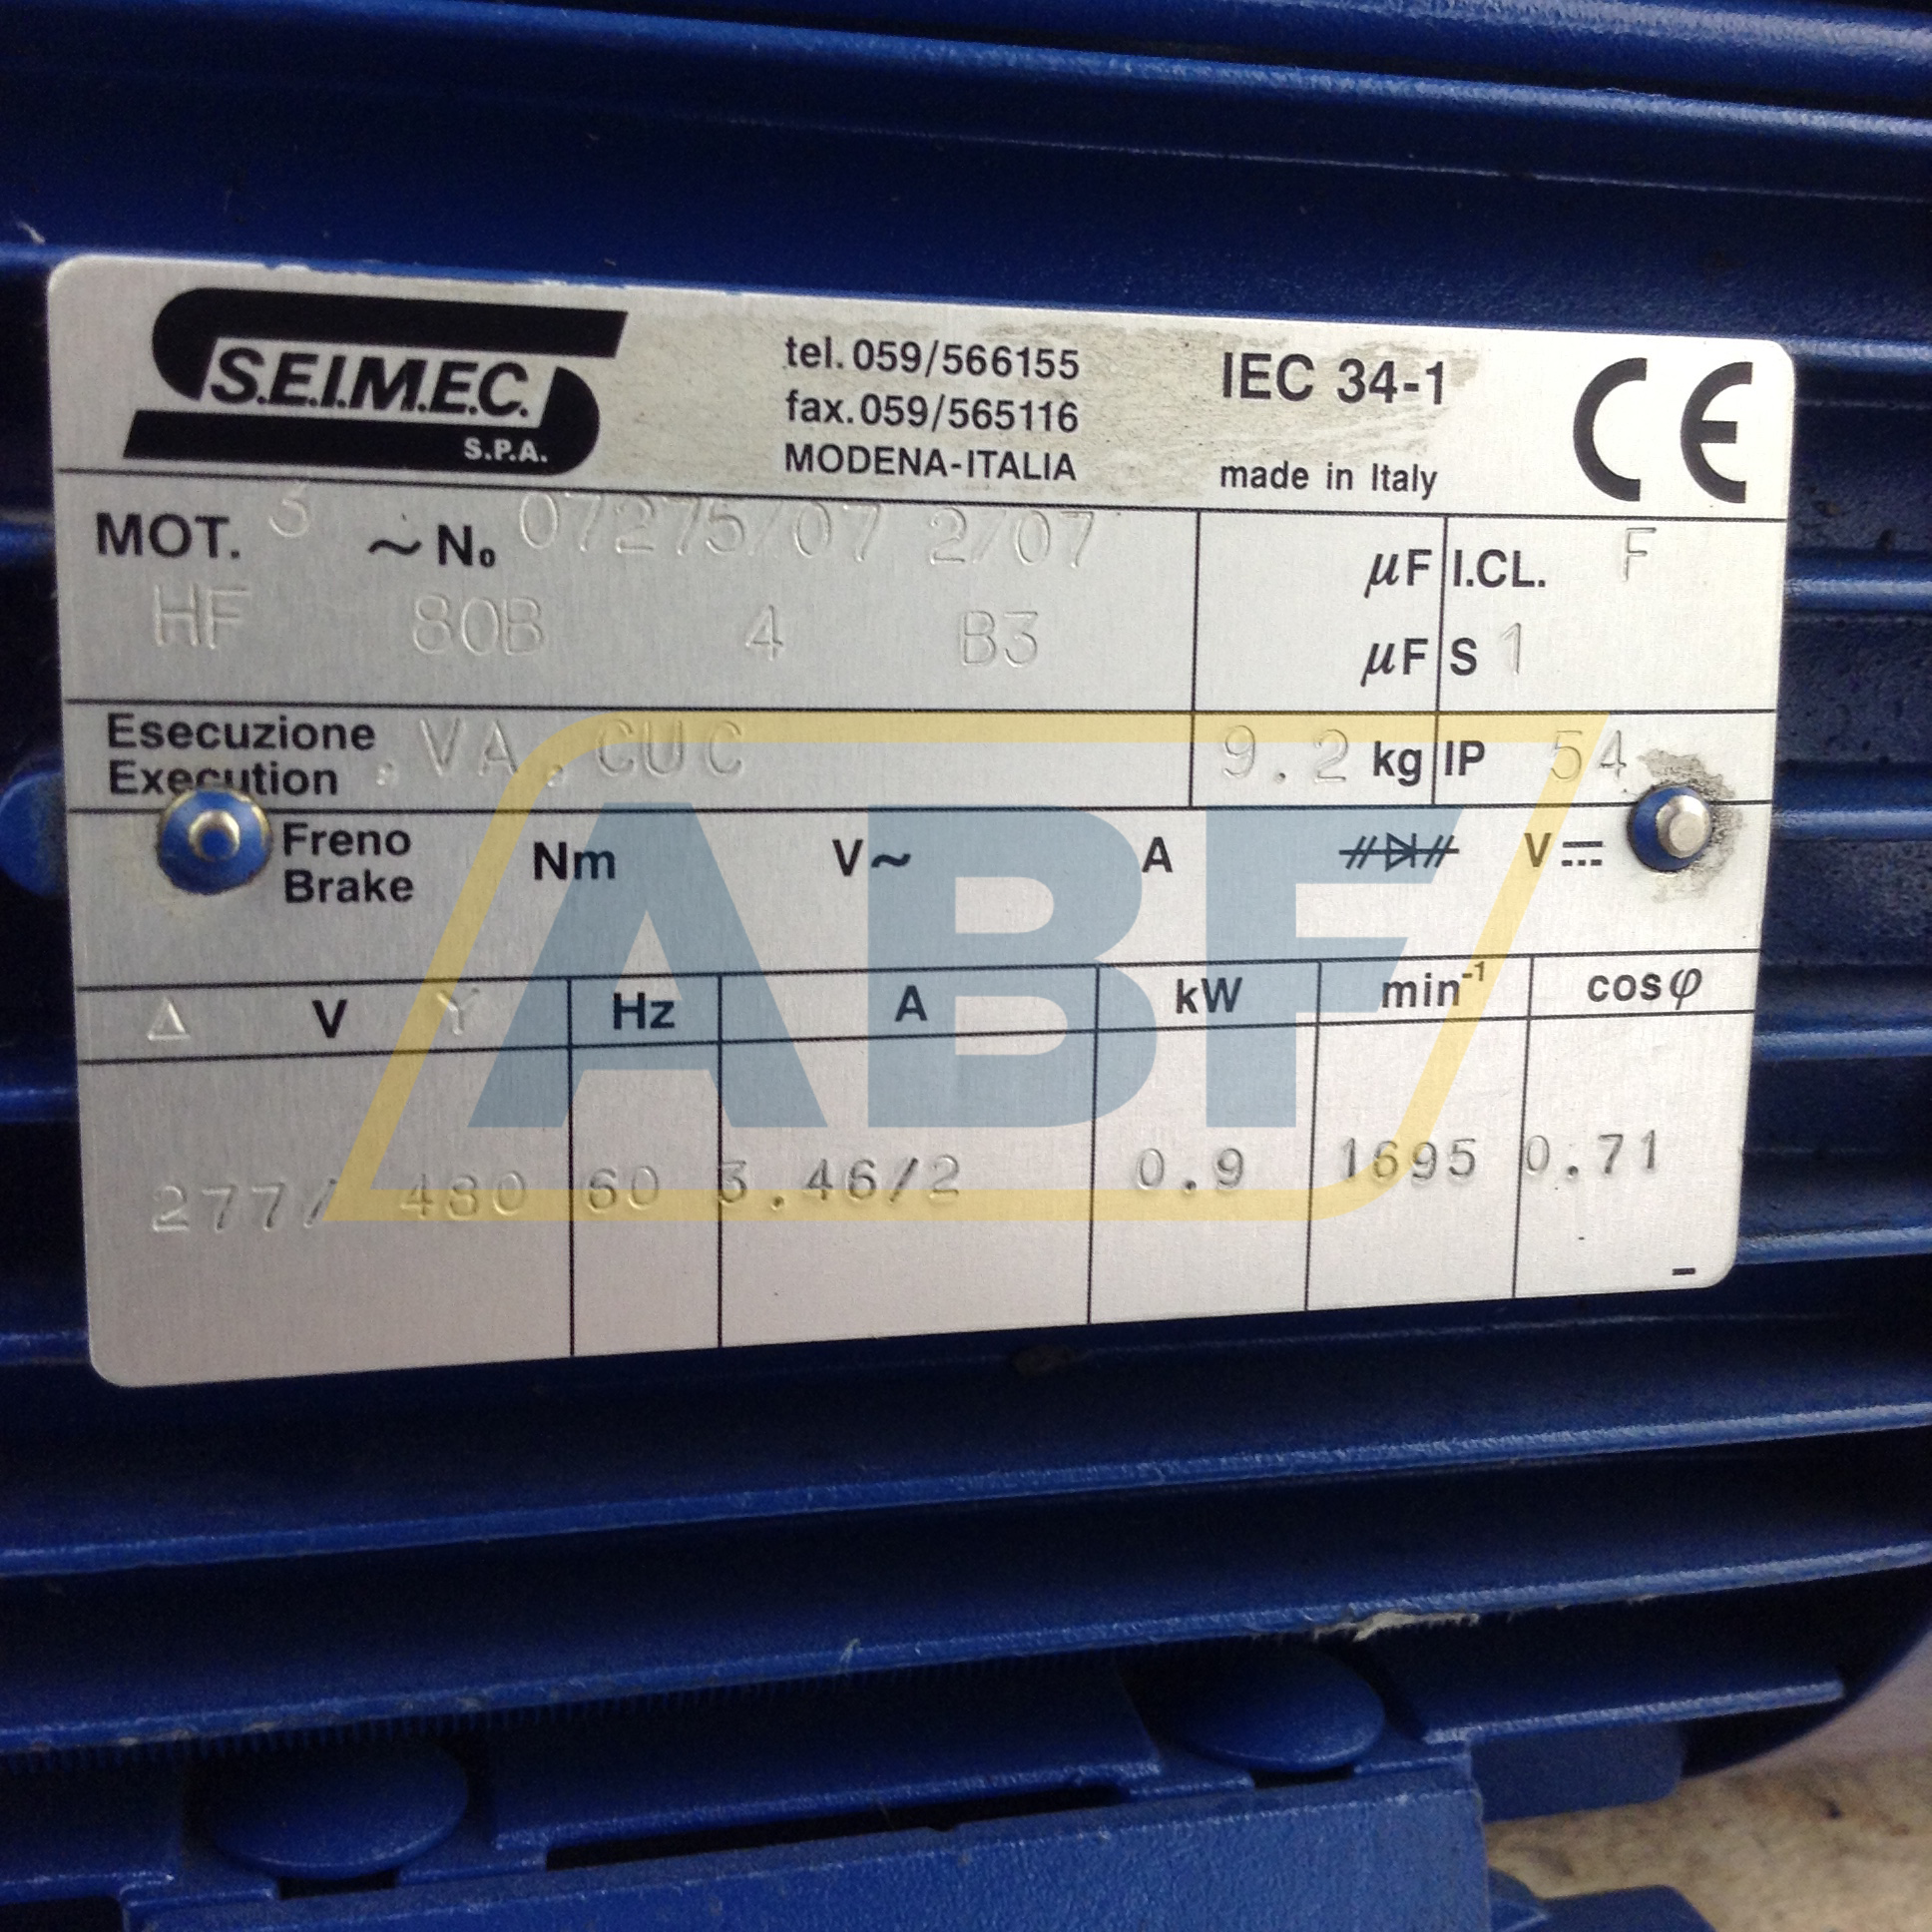 S.E.I.M.E.C.
S.P.A.
tel. 059/566155
fax. 059/565116
MODENA-ITALIA
IEC 34-1
made in Italy
CE
MOT. 3 ~ No 07275/07 2/07
µF I.CL. F
HF 80B 4 B3
µF S 1
Esecuzione
Execution .VA.CUC 9.2 kg IP 54
Freno
Brake Nm V~ A V
Δ V Y Hz A kW min-1 cosφ
277/ 480 60 3.46/2 0.9 1695 0.71
ABF